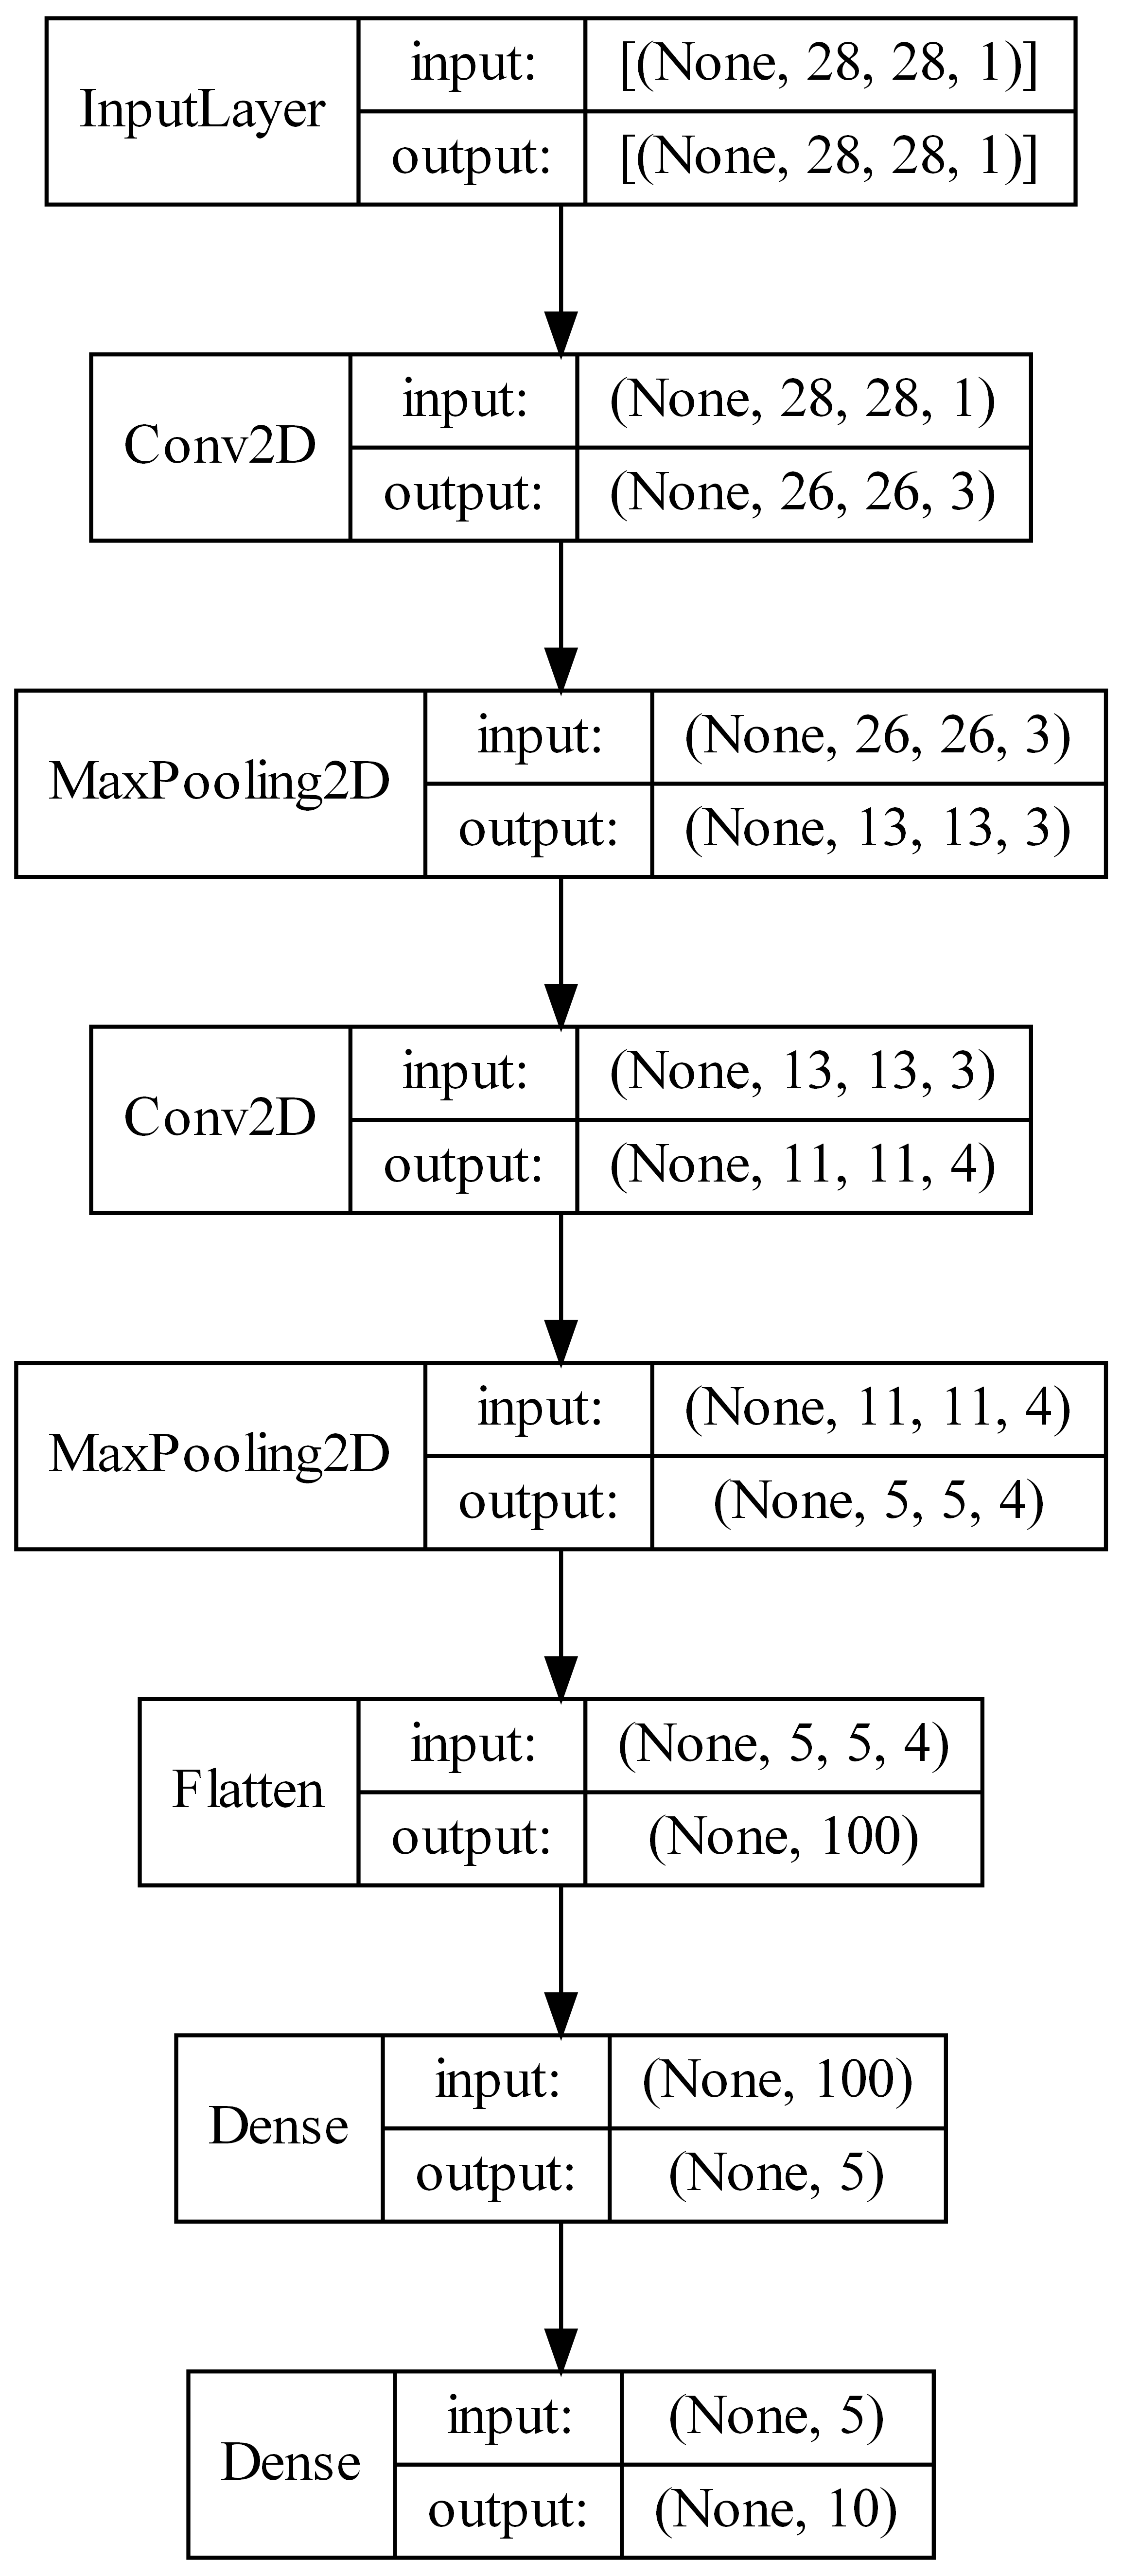 InputLayer
input:
[(None, 28, 28, 1)]
output:
[(None, 28, 28, 1)]
Conv2D
input:
(None, 28, 28, 1)
output:
(None, 26, 26, 3)
MaxPooling2D
input:
(None, 26, 26, 3)
output:
(None, 13, 13, 3)
Conv2D
input:
(None, 13, 13, 3)
output:
(None, 11, 11, 4)
MaxPooling2D
input:
(None, 11, 11, 4)
output:
(None, 5, 5, 4)
Flatten
input:
(None, 5, 5, 4)
output:
(None, 100)
Dense
input:
(None, 100)
output:
(None, 5)
Dense
input:
(None, 5)
output:
(None, 10)